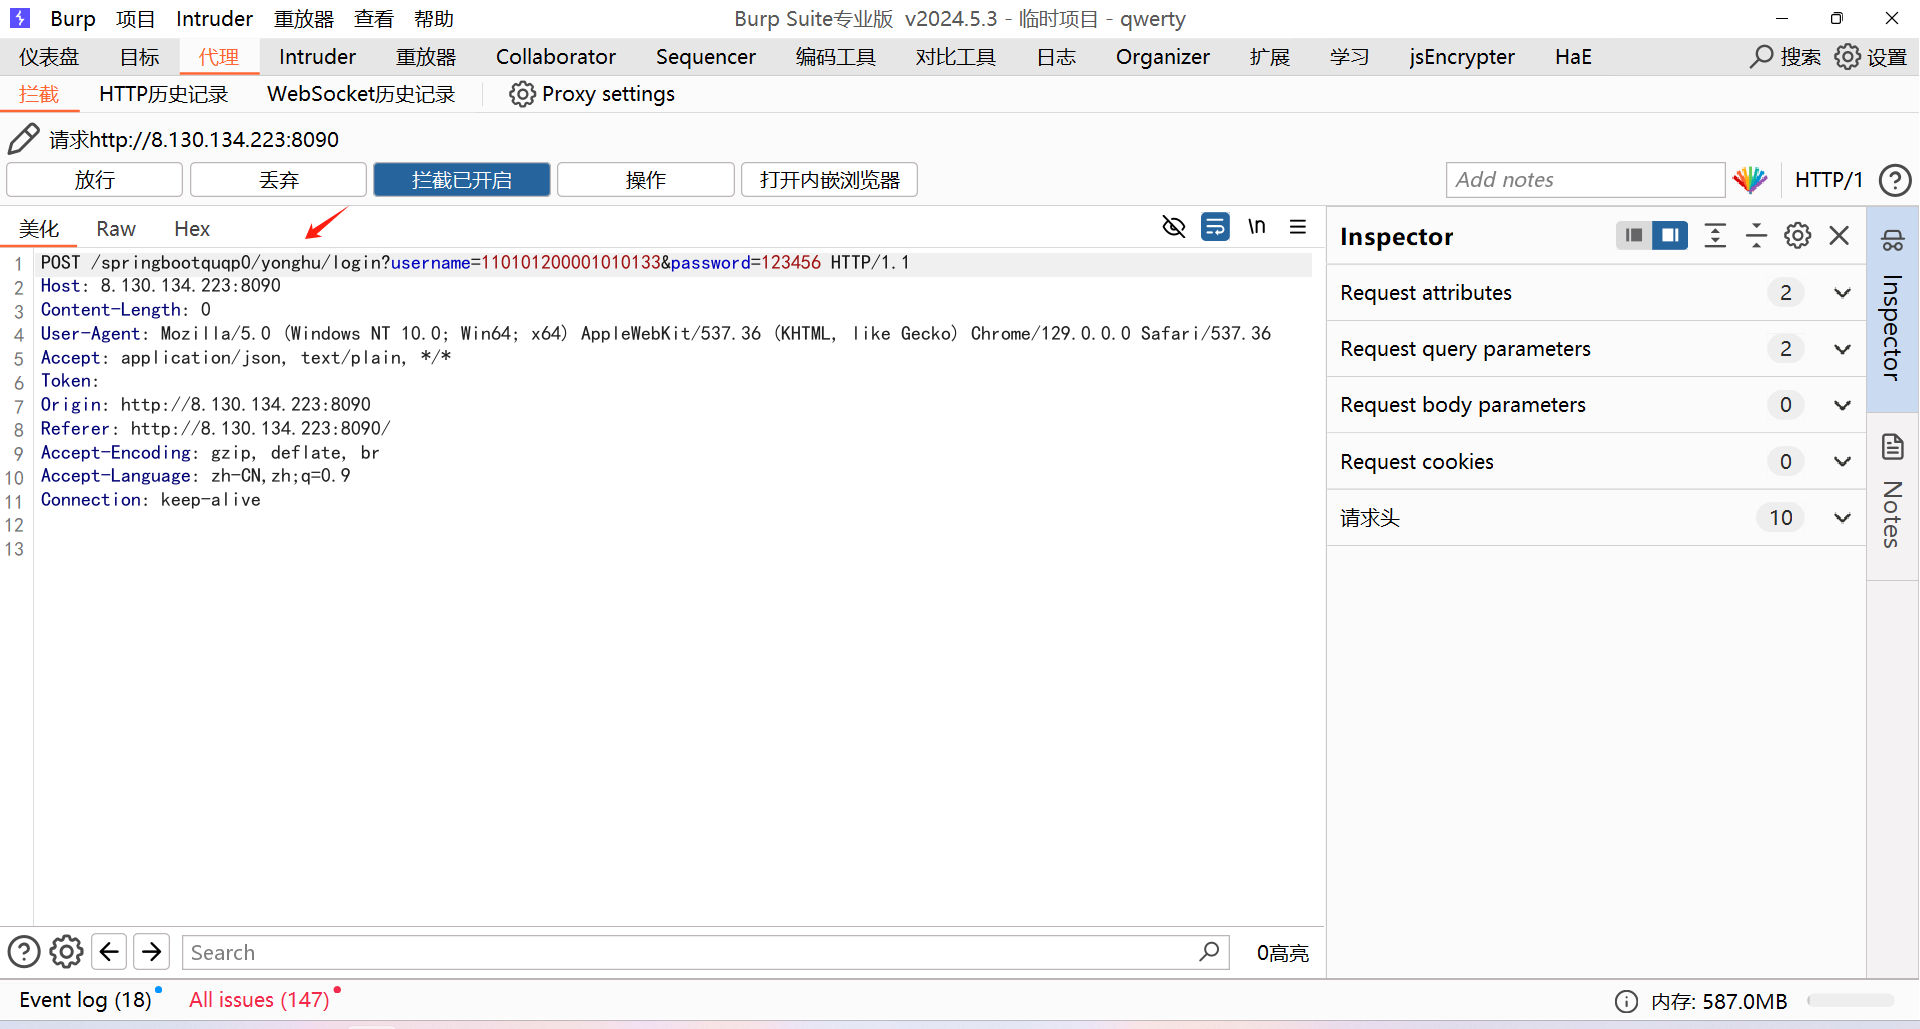 Burp 项目 Intruder 重放器 查看 帮助 Burp Suite专业版 v2024.5.3 - 临时项目 - qwerty
仪表盘 目标 代理 Intruder 重放器 Collaborator Sequencer 编码工具 对比工具 日志 Organizer 扩展 学习 jsEncrypter HaE 搜索 设置
拦截 HTTP历史记录 WebSocket历史记录 Proxy settings
请求http://8.130.134.223:8090
放行 丢弃 拦截已开启 操作 打开内嵌浏览器 Add notes HTTP/1
美化 Raw Hex \n
1 POST /springbootquqp0/yonghu/login?username=110101200001010133&password=123456 HTTP/1.1
2 Host: 8.130.134.223:8090
3 Content-Length: 0
4 User-Agent: Mozilla/5.0 (Windows NT 10.0; Win64; x64) AppleWebKit/537.36 (KHTML, like Gecko) Chrome/129.0.0.0 Safari/537.36
5 Accept: application/json, text/plain, */*
6 Token:
7 Origin: http://8.130.134.223:8090
8 Referer: http://8.130.134.223:8090/
9 Accept-Encoding: gzip, deflate, br
10 Accept-Language: zh-CN,zh;q=0.9
11 Connection: keep-alive
12
13
Inspector
Request attributes 2
Request query parameters 2
Request body parameters 0
Request cookies 0
请求头 10
Inspector
Notes
Search 0高亮
Event log (18) All issues (147) 内存: 587.0MB